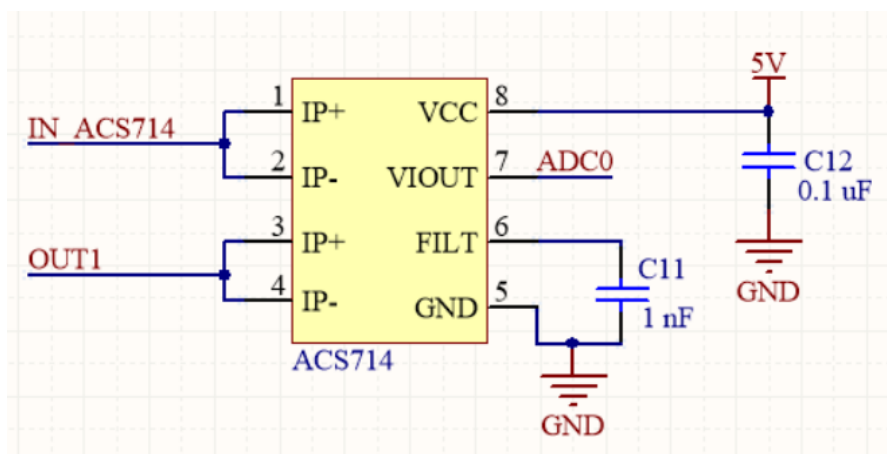 5V
1
IP+
VCC
8
IN_ACS714
2
IP-
VIOUT
7
ADC0
C12
0.1 uF
3
IP+
FILT
6
OUT1
C11
4
IP-
GND
5
1 nF
GND
ACS714
GND